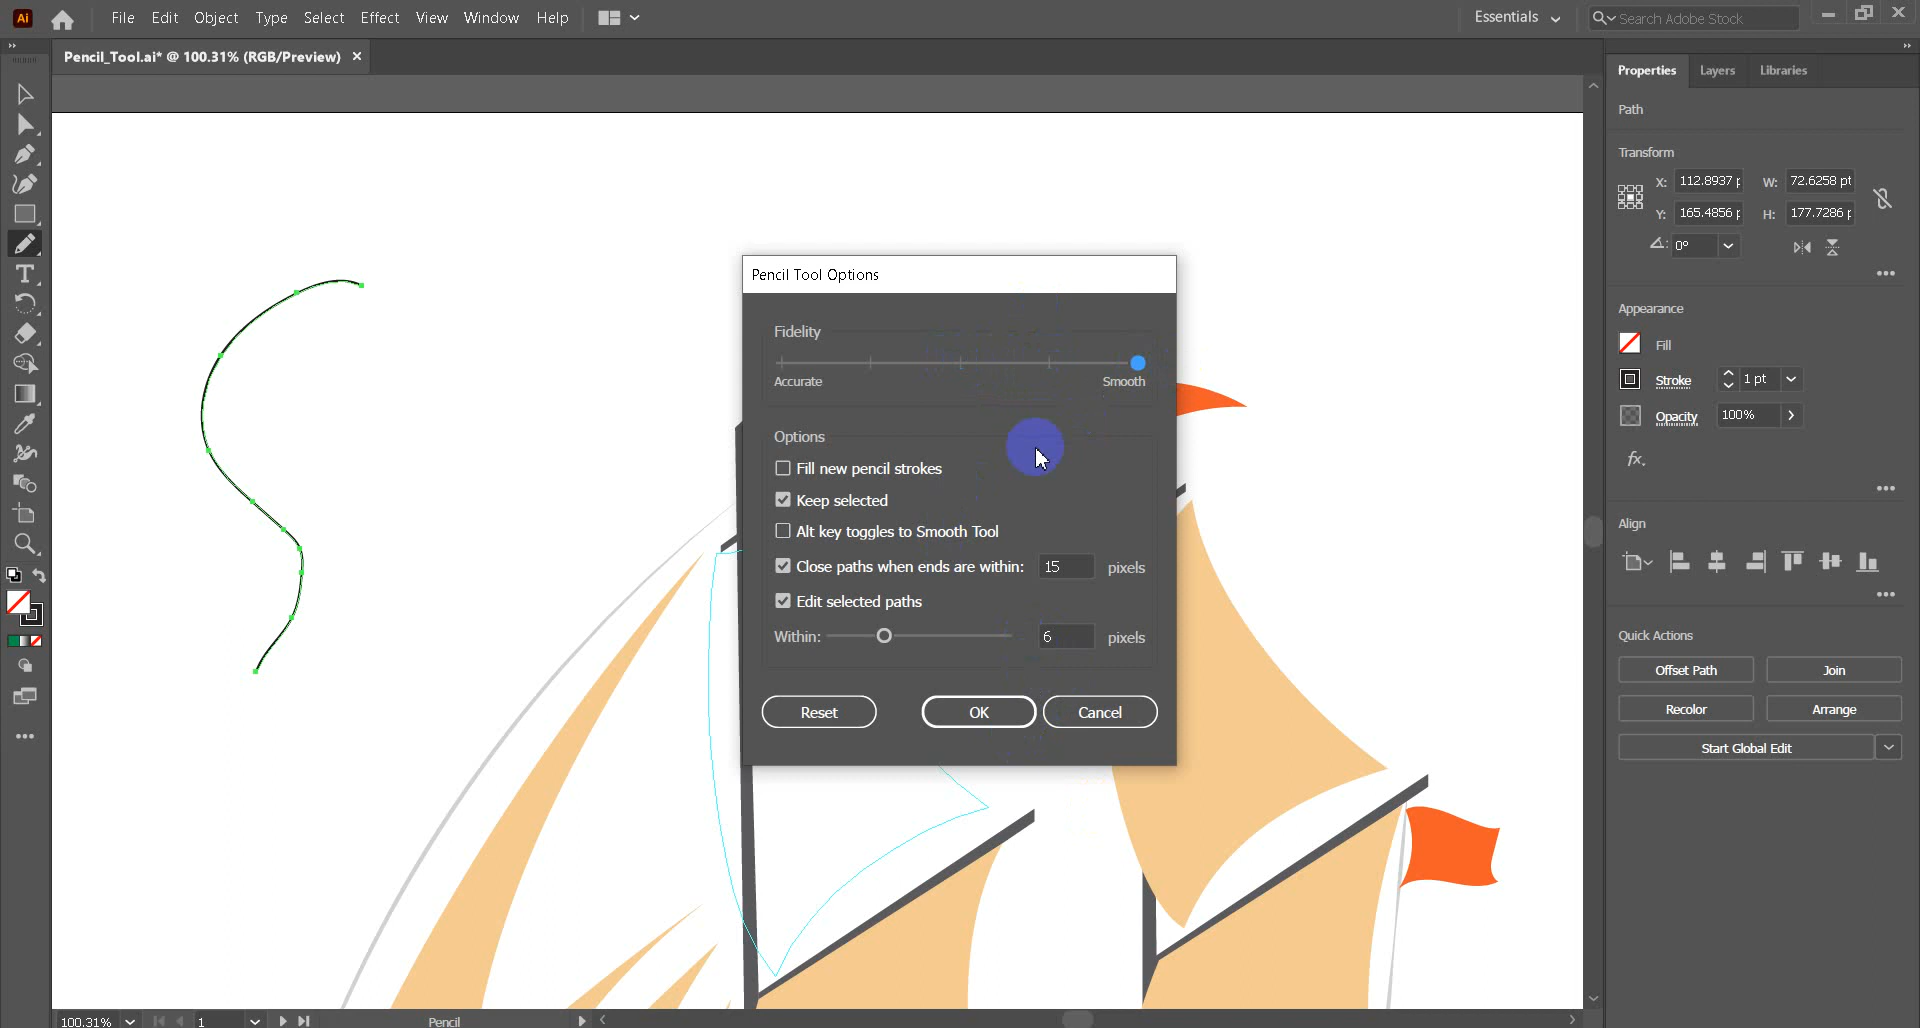 Ai File Edit Object Type Select Effect View Window Help Essentials Search Adobe Stock
Pencil_Tool.ai* @ 100.31% (RGB/Preview) ×
Properties Layers Libraries
Path
Transform
X: 112.8937 W: 72.6258 pt
Y: 165.4856 H: 177.7286
0°
Appearance
Fill
Stroke 1 pt
Opacity 100%
fx.
Align
Quick Actions
Offset Path Join
Recolor Arrange
Start Global Edit
Pencil Tool Options
Fidelity
Accurate Smooth
Options
Fill new pencil strokes
Keep selected
Alt key toggles to Smooth Tool
Close paths when ends are within: 15 pixels
Edit selected paths
Within: 6 pixels
Reset OK Cancel
100.31% 1 Pencil